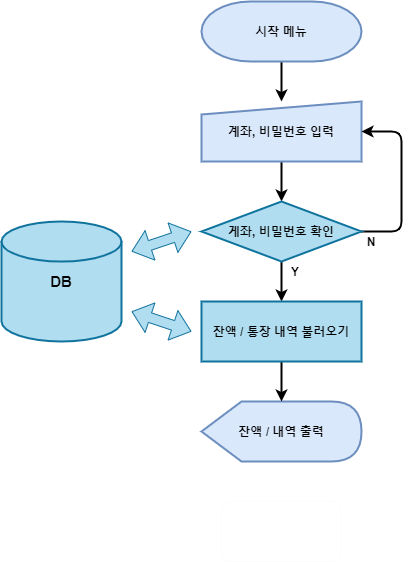 시작 메뉴
계좌, 비밀번호 입력
계좌, 비밀번호 확인
N
DB
Y
잔액 / 통장 내역 불러오기
잔액 / 내역 출력